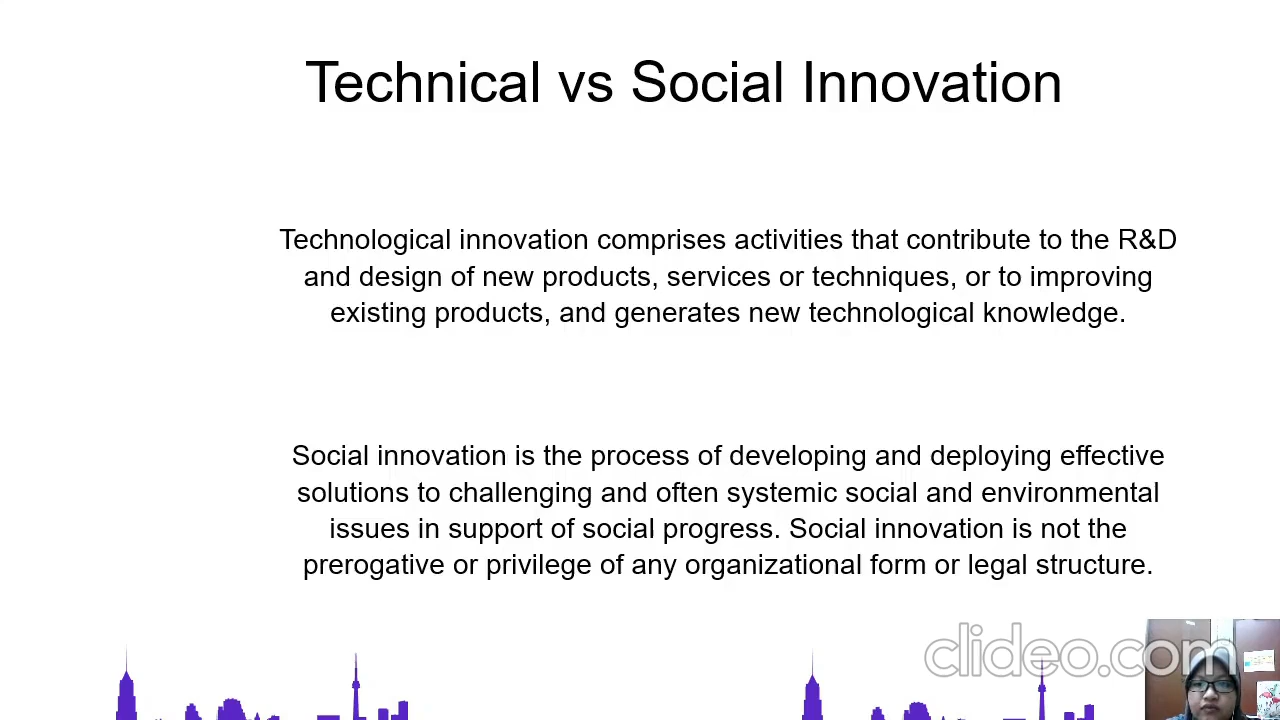 Technical vs Social Innovation
Technological innovation comprises activities that contribute to the R&D
and design of new products, services or techniques, or to improving
existing products, and generates new technological knowledge.
Social innovation is the process of developing and deploying effective
solutions to challenging and often systemic social and environmental
issues in support of social progress. Social innovation is not the
prerogative or privilege of any organizational form or legal structure.
clideo.com